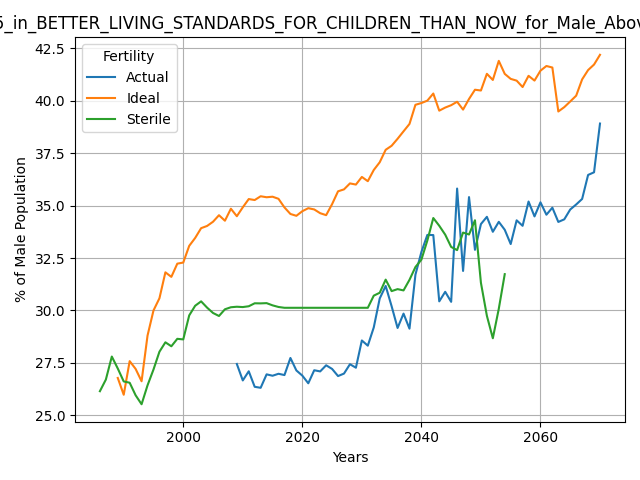 5_in_BETTER_LIVING_STANDARDS_FOR_CHILDREN_THAN_NOW_for_Male_Abov
Fertility
Actual
Ideal
Sterile
42.5
40.0
37.5
35.0
32.5
30.0
27.5
25.0
% of Male Population
2000
2020
2040
2060
Years